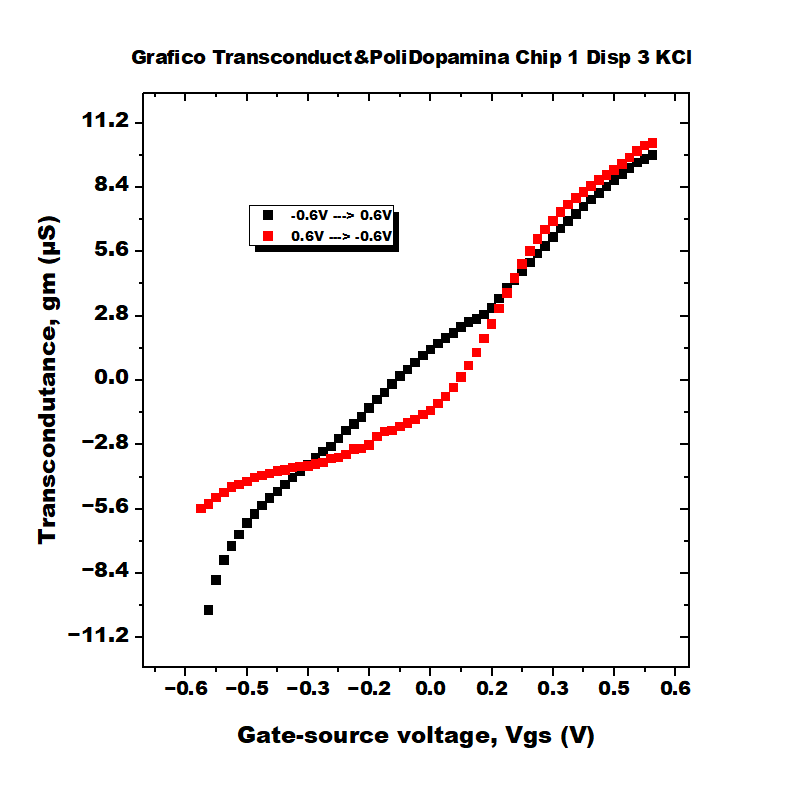 Grafico Transconduct&PoliDopamina Chip 1 Disp 3 KCl
11.2
8.4
5.6
2.8
0.0
−2.8
−5.6
−8.4
−11.2
Transcondutance, gm (µS)
-0.6V ---> 0.6V
0.6V ---> -0.6V
−0.6 −0.5 −0.3 −0.2 0.0 0.2 0.3 0.5 0.6
Gate-source voltage, Vgs (V)